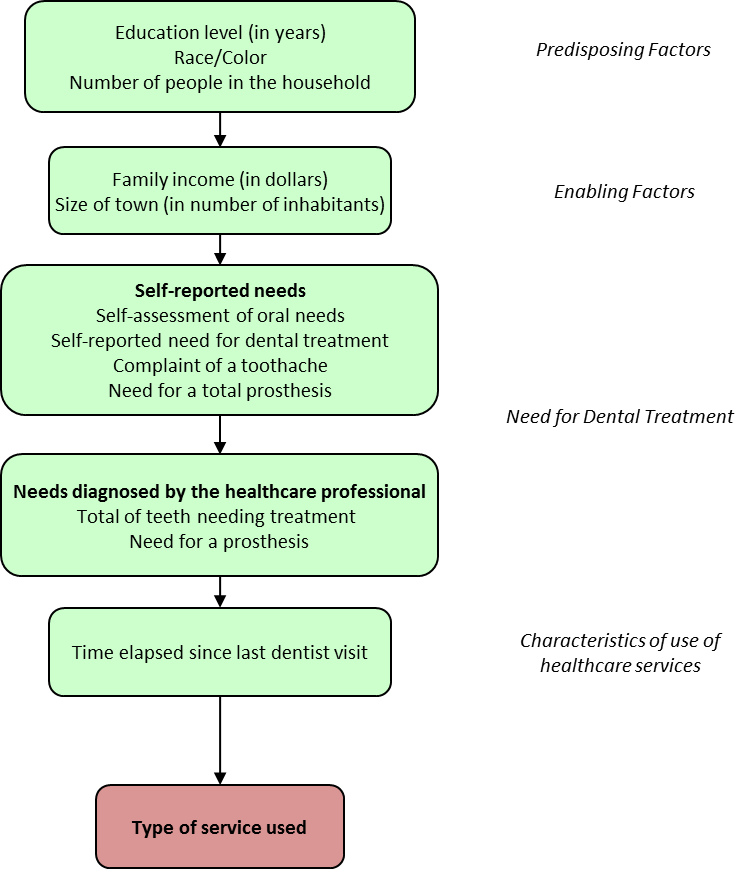 Education level (in years)
Race/Color
Number of people in the household
Predisposing Factors
Family income (in dollars)
Size of town (in number of inhabitants)
Enabling Factors
Self-reported needs
Self-assessment of oral needs
Self-reported need for dental treatment
Complaint of a toothache
Need for a total prosthesis
Need for Dental Treatment
Needs diagnosed by the healthcare professional
Total of teeth needing treatment
Need for a prosthesis
Time elapsed since last dentist visit
Characteristics of use of
healthcare services
Type of service used